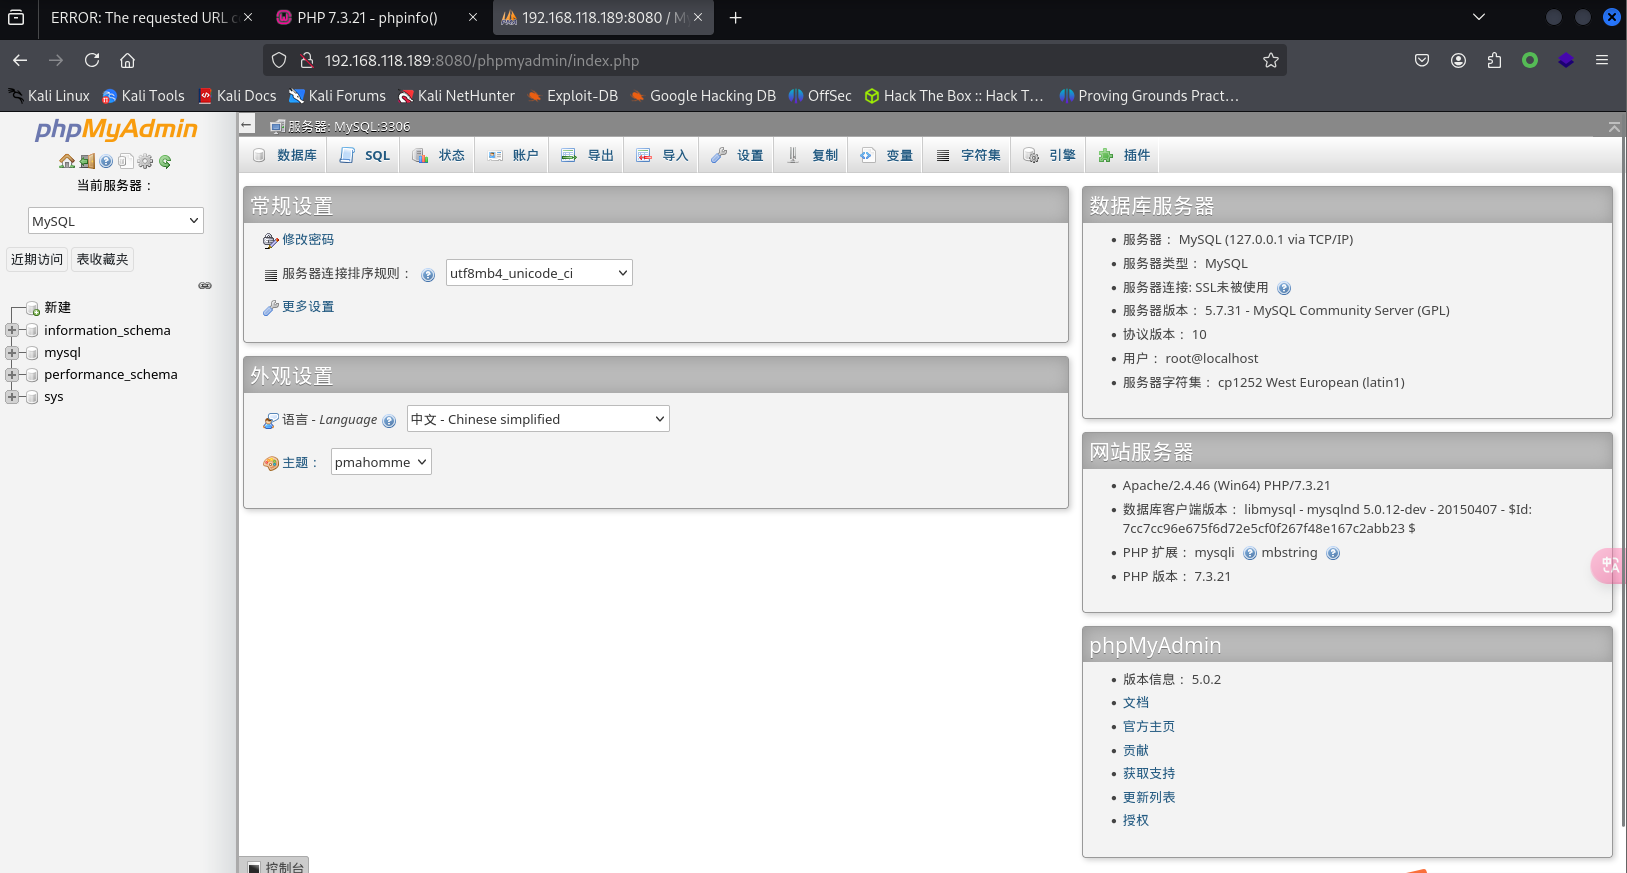 ERROR: The requested URL c
PHP 7.3.21 - phpinfo()
192.168.118.189:8080 / M
192.168.118.189:8080/phpmyadmin/index.php
Kali Linux
Kali Tools
Kali Docs
Kali Forums
Kali NetHunter
Exploit-DB
Google Hacking DB
OffSec
Hack The Box :: Hack T…
Proving Grounds Pract…
phpMyAdmin
当前服务器：
MySQL
近期访问
表收藏夹
新建
information_schema
mysql
performance_schema
sys
服务器: MySQL:3306
数据库
SQL
状态
账户
导出
导入
设置
复制
变量
字符集
引擎
插件
常规设置
修改密码
服务器连接排序规则：
utf8mb4_unicode_ci
更多设置
外观设置
语言 - Language
中文 - Chinese simplified
主题：
pmahomme
数据库服务器
服务器： MySQL (127.0.0.1 via TCP/IP)
服务器类型： MySQL
服务器连接: SSL未被使用
服务器版本： 5.7.31 - MySQL Community Server (GPL)
协议版本： 10
用户： root@localhost
服务器字符集： cp1252 West European (latin1)
网站服务器
Apache/2.4.46 (Win64) PHP/7.3.21
数据库客户端版本： libmysql - mysqlnd 5.0.12-dev - 20150407 - $Id:
7cc7cc96e675f6d72e5cf0f267f48e167c2abb23 $
PHP 扩展： mysqli mbstring
PHP 版本： 7.3.21
phpMyAdmin
版本信息： 5.0.2
文档
官方主页
贡献
获取支持
更新列表
授权
控制台